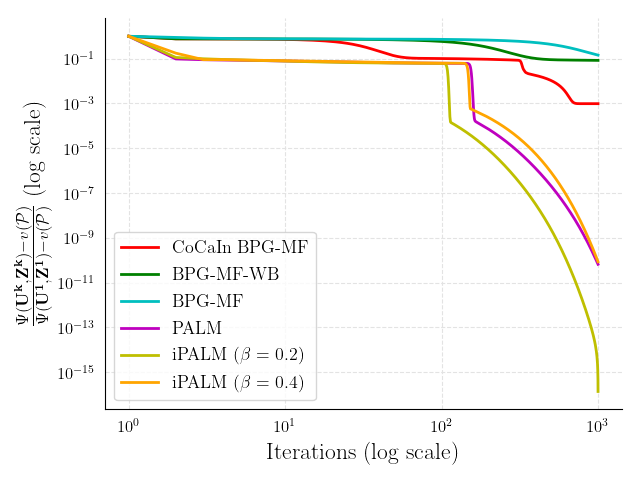 Ψ(U^k,Z^k)−v(P)
Ψ(U^1,Z^1)−v(P)
(log scale)
10^−1
10^−3
10^−5
10^−7
10^−9
10^−11
10^−13
10^−15
CoCaIn BPG-MF
BPG-MF-WB
BPG-MF
PALM
iPALM (β = 0.2)
iPALM (β = 0.4)
10^0
10^1
10^2
10^3
Iterations (log scale)